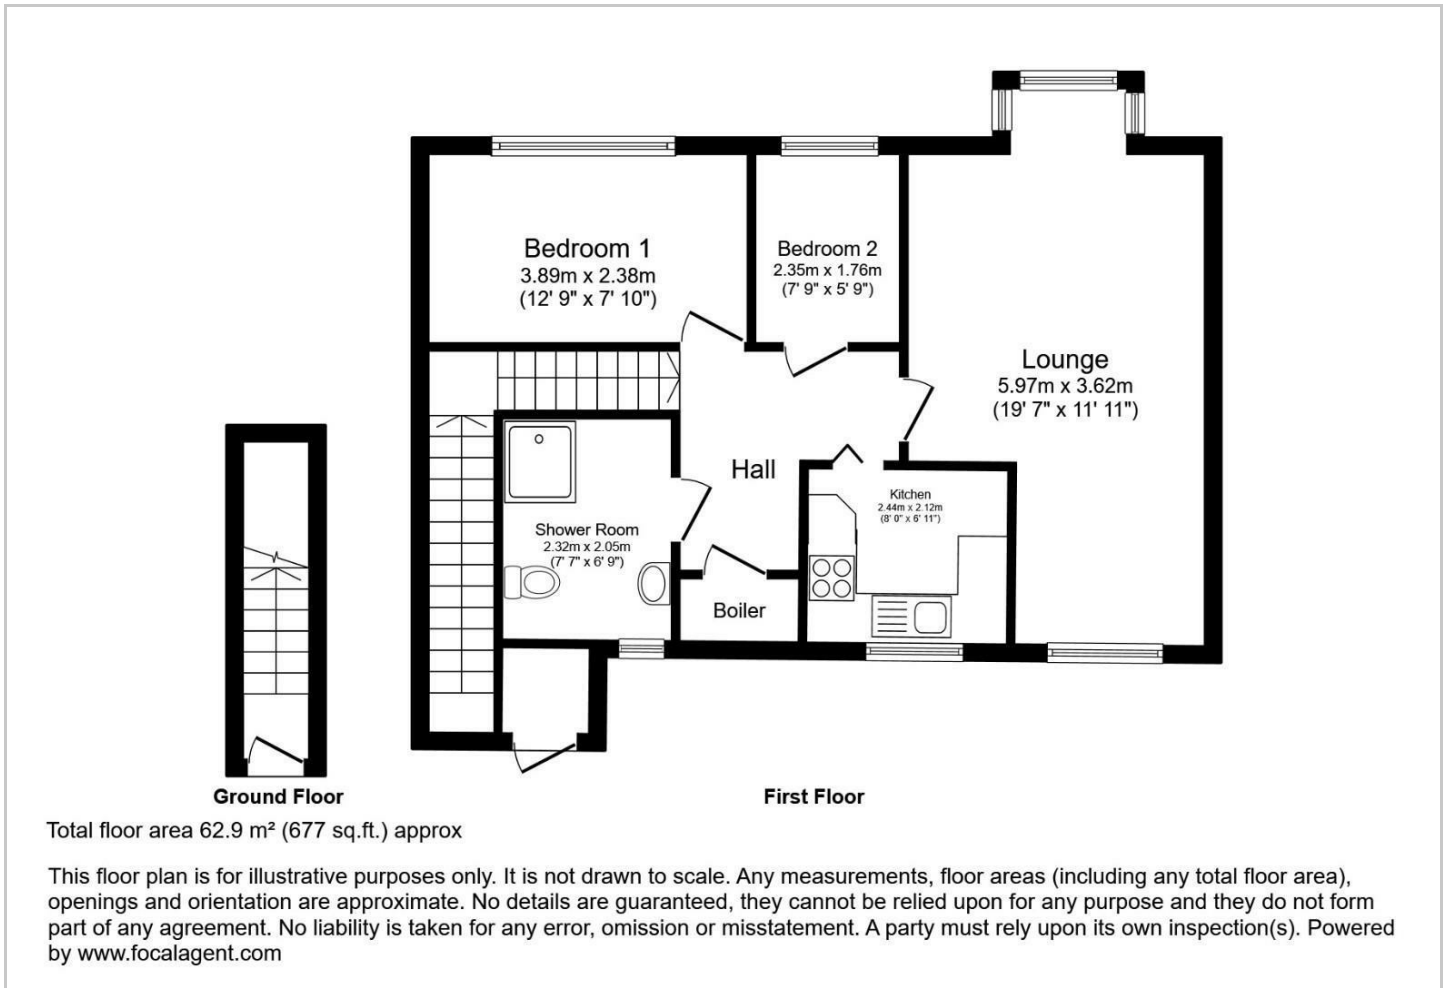 Bedroom 1
3.89m x 2.38m
(12' 9" x 7' 10")
Bedroom 2
2.35m x 1.76m
(7' 9" x 5' 9")
Lounge
5.97m x 3.62m
(19' 7" x 11' 11")
Hall
Kitchen
2.44m x 2.12m
(8' 0" x 6' 11")
Shower Room
2.32m x 2.05m
(7' 7" x 6' 9")
Boiler
Ground Floor
First Floor
Total floor area 62.9 m² (677 sq.ft.) approx
This floor plan is for illustrative purposes only. It is not drawn to scale. Any measurements, floor areas (including any total floor area),
openings and orientation are approximate. No details are guaranteed, they cannot be relied upon for any purpose and they do not form
part of any agreement. No liability is taken for any error, omission or misstatement. A party must rely upon its own inspection(s). Powered
by www.focalagent.com